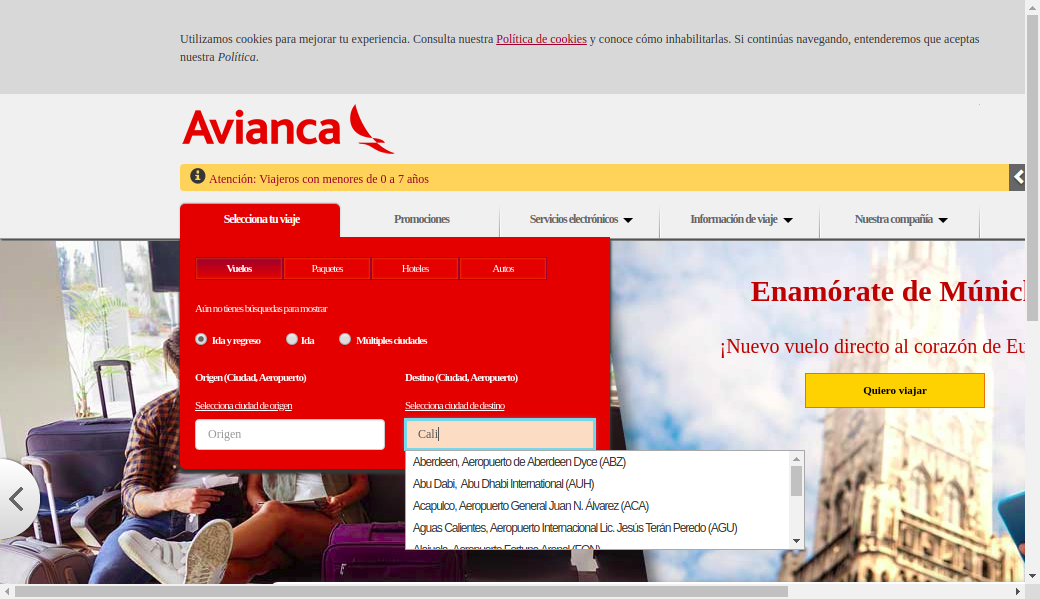 Utilizamos cookies para mejorar tu experiencia. Consulta nuestra Política de cookies y conoce cómo inhabilitarlas. Si continúas navegando, entenderemos que aceptas
nuestra Política.
Avianca
Atención: Viajeros con menores de 0 a 7 años
Selecciona tu viaje
Promociones
Servicios electrónicos
Información de viaje
Nuestra compañía
Vuelos
Paquetes
Hoteles
Autos
Enamórate de Múnich
Aún no tienes búsquedas para mostrar
Ida y regreso
Ida
Múltiples ciudades
¡Nuevo vuelo directo al corazón de Eu
Origen (Ciudad, Aeropuerto)
Destino (Ciudad, Aeropuerto)
Quiero viajar
Selecciona ciudad de origen
Selecciona ciudad de destino
Origen
Cali
Aberdeen, Aeropuerto de Aberdeen Dyce (ABZ)
Abu Dabi, Abu Dhabi International (AUH)
Acapulco, Aeropuerto General Juan N. Álvarez (ACA)
Aguas Calientes, Aeropuerto Internacional Lic. Jesús Terán Peredo (AGU)